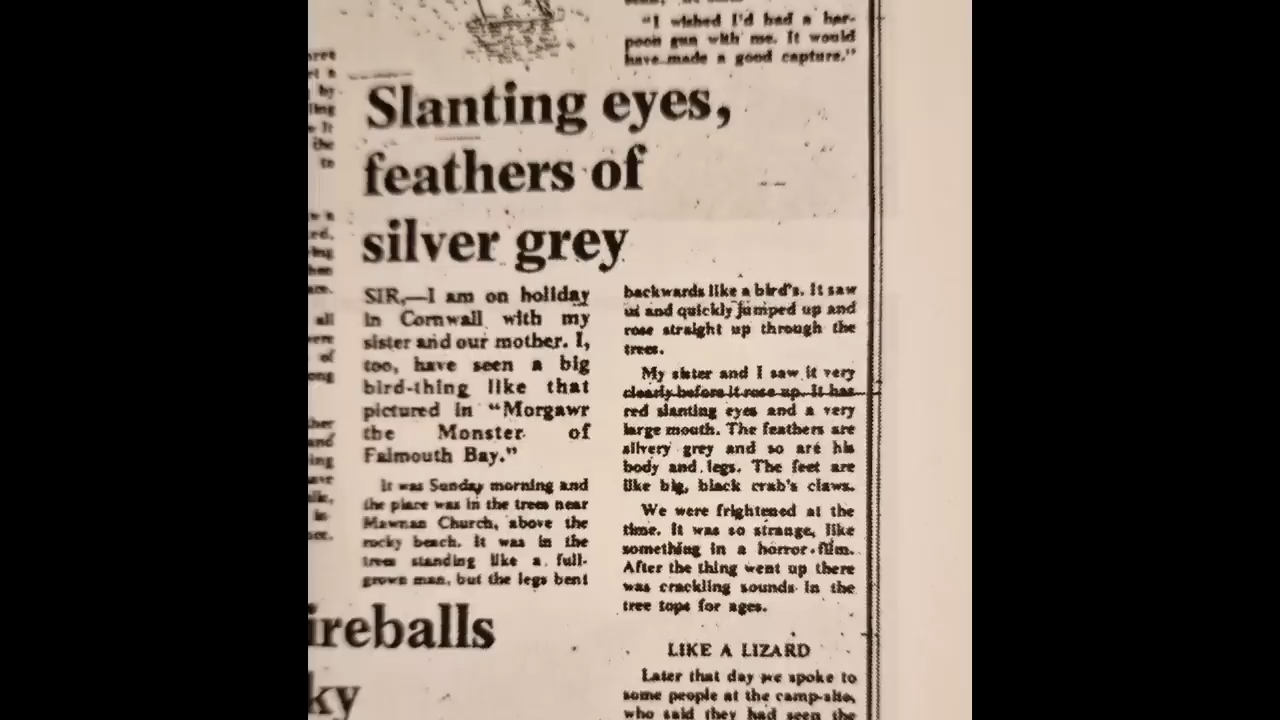 "I wished I'd had a har-
poon gun with me. It would
have made a good capture."
Slanting eyes,
feathers of
silver grey
SIR,—I am on holiday
in Cornwall with my
sister and our mother. I,
too, have seen a big
bird-thing like that
pictured in "Morgawr
the Monster of
Falmouth Bay."
It was Sunday morning and
the place was in the trees near
Mawnan Church, above the
rocky beach. It was in the
trees standing like a full-
grown man, but the legs bent
backwards like a bird's. It saw
us and quickly jumped up and
rose straight up through the
trees.
My sister and I saw it very
clearly before it rose up. It has
red slanting eyes and a very
large mouth. The feathers are
silvery grey and so are his
body and legs. The feet are
like big, black crab's claws.
We were frightened at the
time. It was so strange, like
something in a horror film.
After the thing went up there
was crackling sounds in the
tree tops for ages.
LIKE A LIZARD
Later that day we spoke to
some people at the camp-site,
who said they had seen the
ireballs
ky